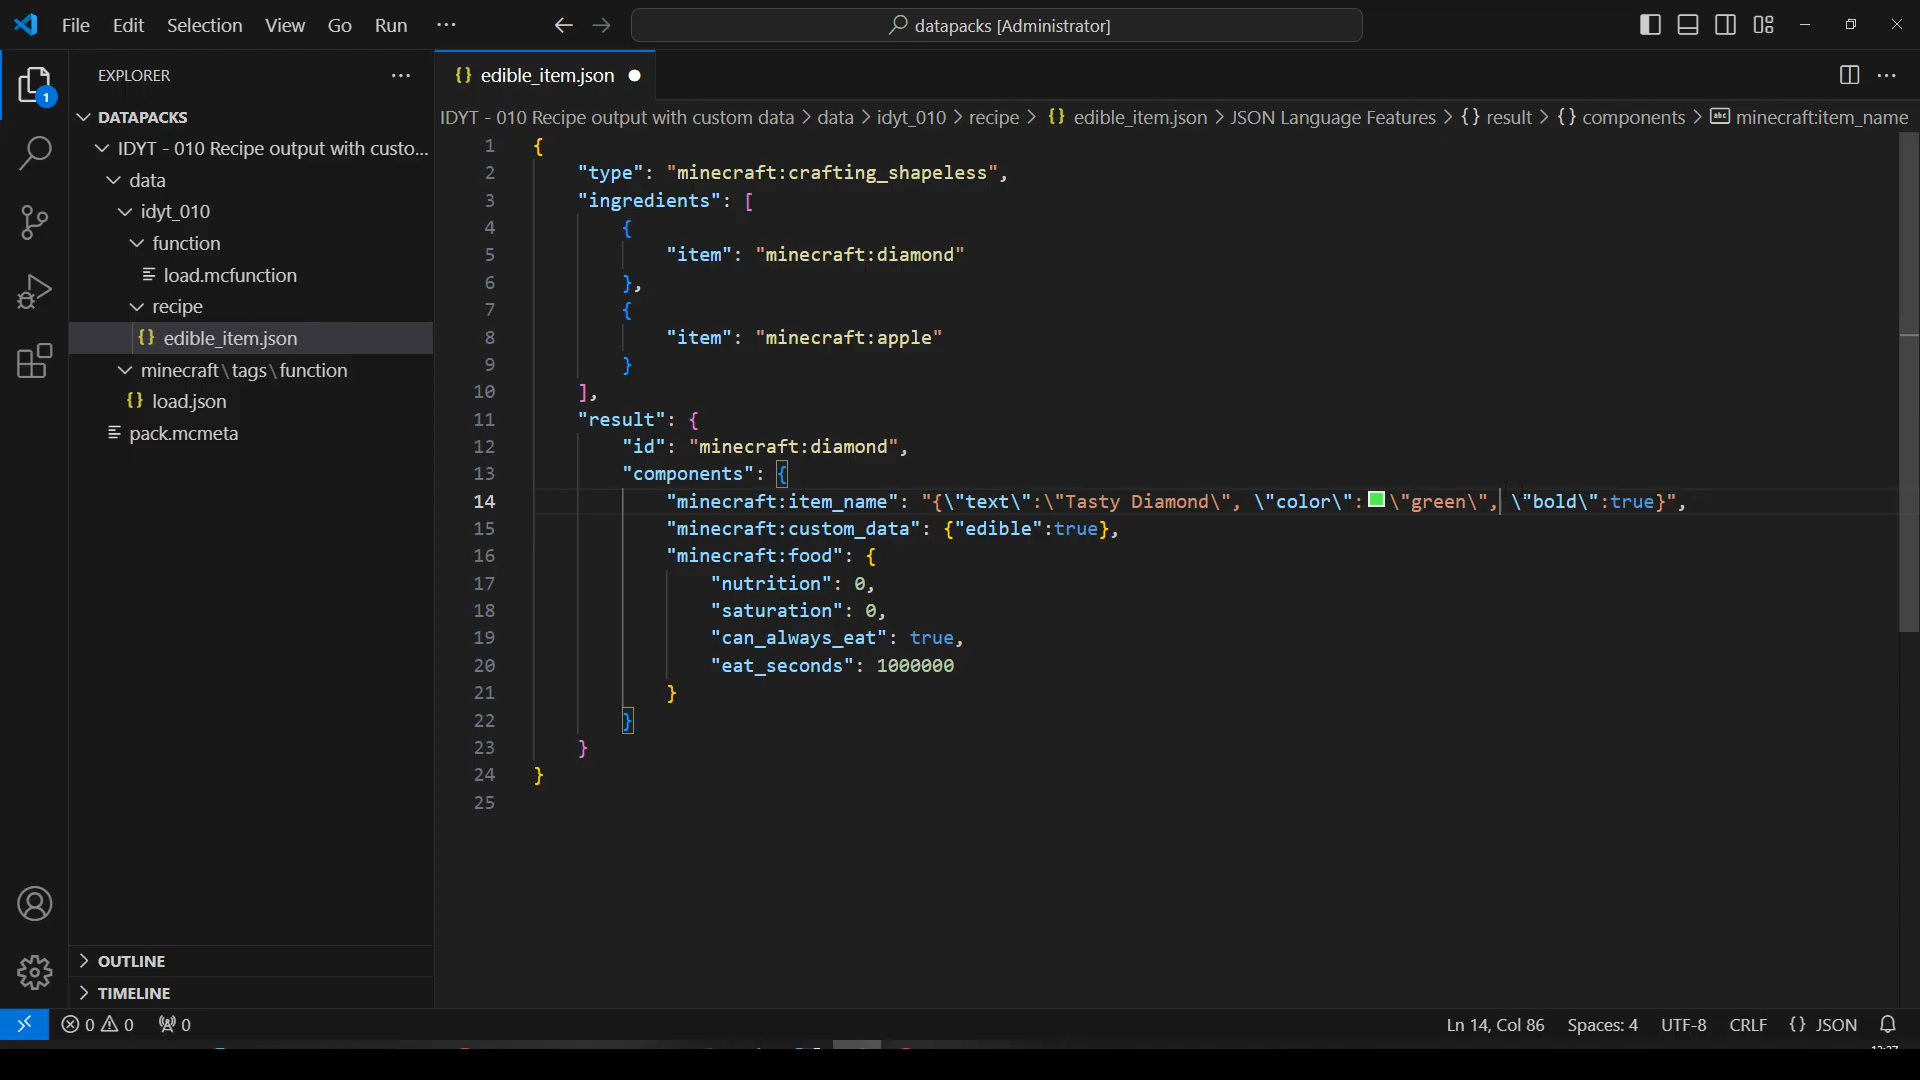 File Edit Selection View Go Run ··· datapacks [Administrator]
EXPLORER ···
DATAPACKS
IDYT - 010 Recipe output with custo...
data
idyt_010
function
load.mcfunction
recipe
{} edible_item.json
minecraft\tags\function
{} load.json
pack.mcmeta
OUTLINE
TIMELINE
1
{} edible_item.json
IDYT - 010 Recipe output with custom data > data > idyt_010 > recipe > {} edible_item.json > JSON Language Features > {} result > {} components > abc minecraft:item_name
1 {
2 "type": "minecraft:crafting_shapeless",
3 "ingredients": [
4 {
5 "item": "minecraft:diamond"
6 },
7 {
8 "item": "minecraft:apple"
9 }
10 ],
11 "result": {
12 "id": "minecraft:diamond",
13 "components": {
14 "minecraft:item_name": "{\"text\":\"Tasty Diamond\", \"color\":\"green\", \"bold\":true}",
15 "minecraft:custom_data": {"edible":true},
16 "minecraft:food": {
17 "nutrition": 0,
18 "saturation": 0,
19 "can_always_eat": true,
20 "eat_seconds": 1000000
21 }
22 }
23 }
24 }
25
0 0 0 Ln 14, Col 86 Spaces: 4 UTF-8 CRLF {} JSON